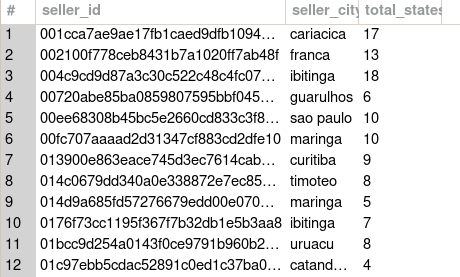 # seller_id seller_city total_states
1 001cca7ae9ae17fb1caed9dfb1094… cariacica 17
2 002100f778ceb8431b7a1020ff7ab48f franca 13
3 004c9cd9d87a3c30c522c48c4fc07… ibitinga 18
4 00720abe85ba0859807595bbf045… guarulhos 6
5 00ee68308b45bc5e2660cd833c3f8… sao paulo 10
6 00fc707aaaad2d31347cf883cd2dfe10 maringa 10
7 013900e863eace745d3ec7614cab… curitiba 9
8 014c0679dd340a0e338872e7ec85… timoteo 8
9 014d9a685fd57276679edd00e070… maringa 5
10 0176f73cc1195f367f7b32db1e5b3aa8 ibitinga 7
11 01bcc9d254a0143f0ce9791b960b2… uruacu 8
12 01c97ebb5cdac52891c0ed1c37ba0… catand… 4